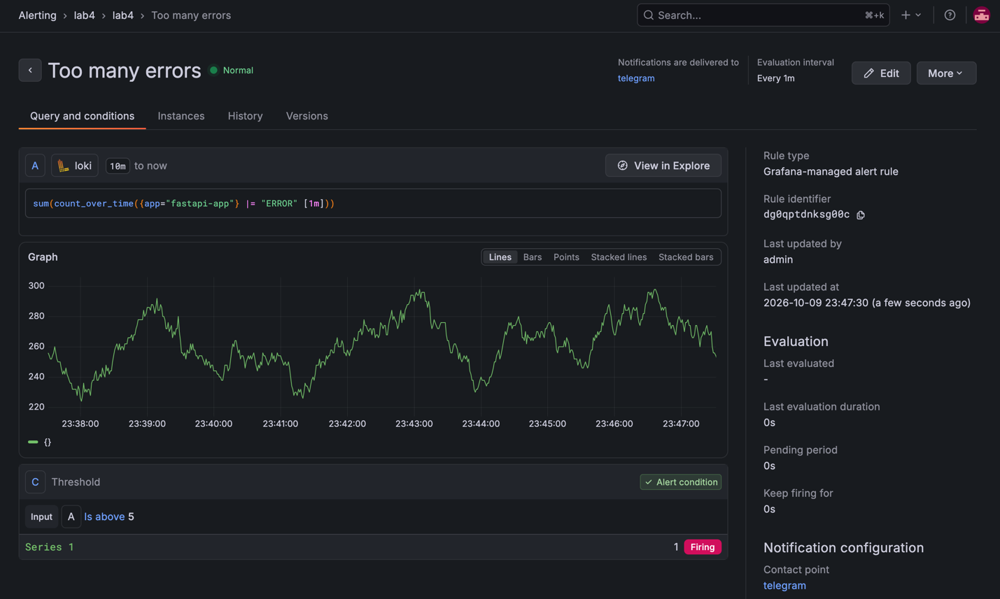 Alerting › lab4 › lab4 › Too many errors
Search... ⌘+k
Too many errors Normal
Notifications are delivered to
telegram
Evaluation interval
Every 1m
Edit
More
Query and conditions Instances History Versions
A loki 10m to now View in Explore
sum(count_over_time({app="fastapi-app"} |= "ERROR" [1m]))
Graph
Lines Bars Points Stacked lines Stacked bars
300
280
260
240
220
23:38:00 23:39:00 23:40:00 23:41:00 23:42:00 23:43:00 23:44:00 23:45:00 23:46:00 23:47:00
{}
C Threshold Alert condition
Input A Is above 5
Series 1 1 Firing
Rule type
Grafana-managed alert rule
Rule identifier
dg0qptdnksg00c
Last updated by
admin
Last updated at
2026-10-09 23:47:30 (a few seconds ago)
Evaluation
Last evaluated
-
Last evaluation duration
0s
Pending period
0s
Keep firing for
0s
Notification configuration
Contact point
telegram